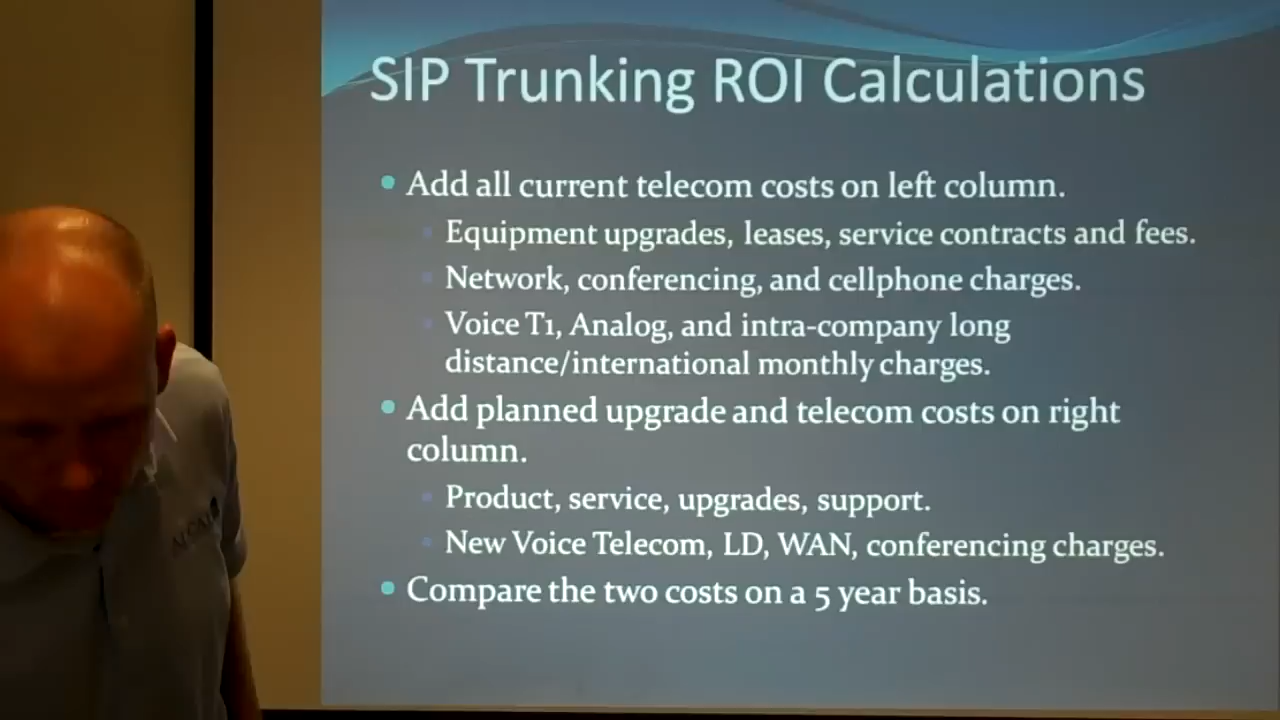 SIP Trunking ROI Calculations
Add all current telecom costs on left column.
Equipment upgrades, leases, service contracts and fees.
Network, conferencing, and cellphone charges.
Voice T1, Analog, and intra-company long
distance/international monthly charges.
Add planned upgrade and telecom costs on right
column.
Product, service, upgrades, support.
New Voice Telecom, LD, WAN, conferencing charges.
Compare the two costs on a 5 year basis.